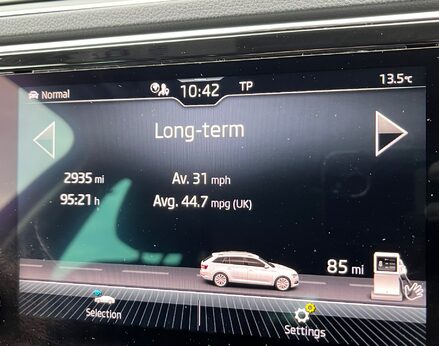 Normal 10:42 TP 13.5°C
Long-term
2935 mi Av. 31 mph
95:21 h Avg. 44.7 mpg (UK)
85 mi
Selection Settings